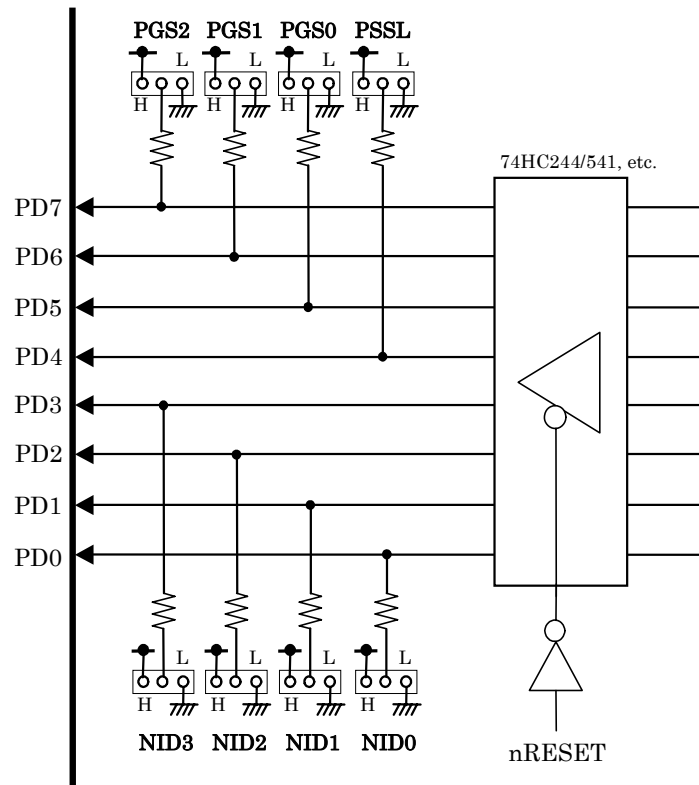 PGS2 PGS1 PGS0 PSSL
L L L L
H H H H
74HC244/541, etc.
PD7
PD6
PD5
PD4
PD3
PD2
PD1
PD0
L L L L
H H H H
NID3 NID2 NID1 NID0
nRESET